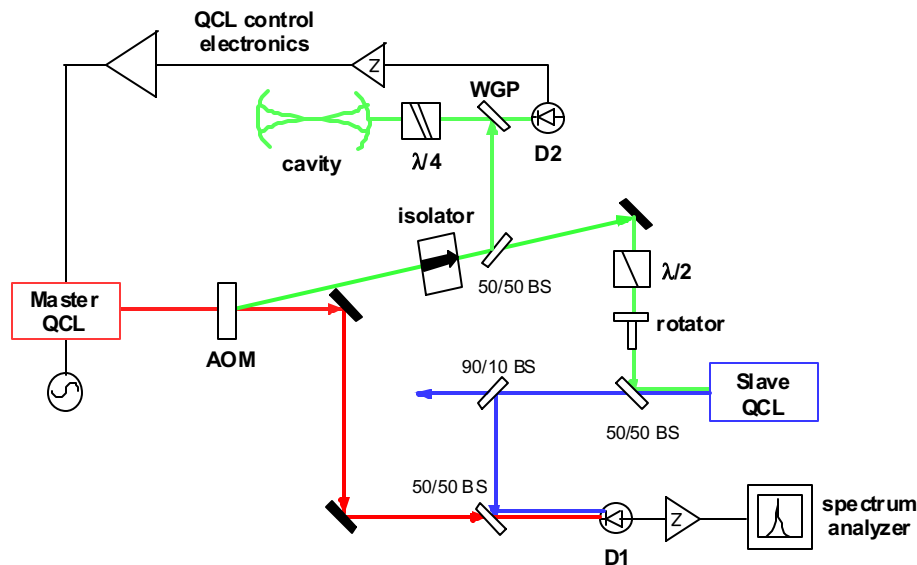 QCL control
electronics
Z
WGP
D2
λ/4
cavity
isolator
50/50 BS
λ/2
Master
QCL
AOM
rotator
90/10 BS
Slave
QCL
50/50 BS
50/50 BS
Z
spectrum
analyzer
D1